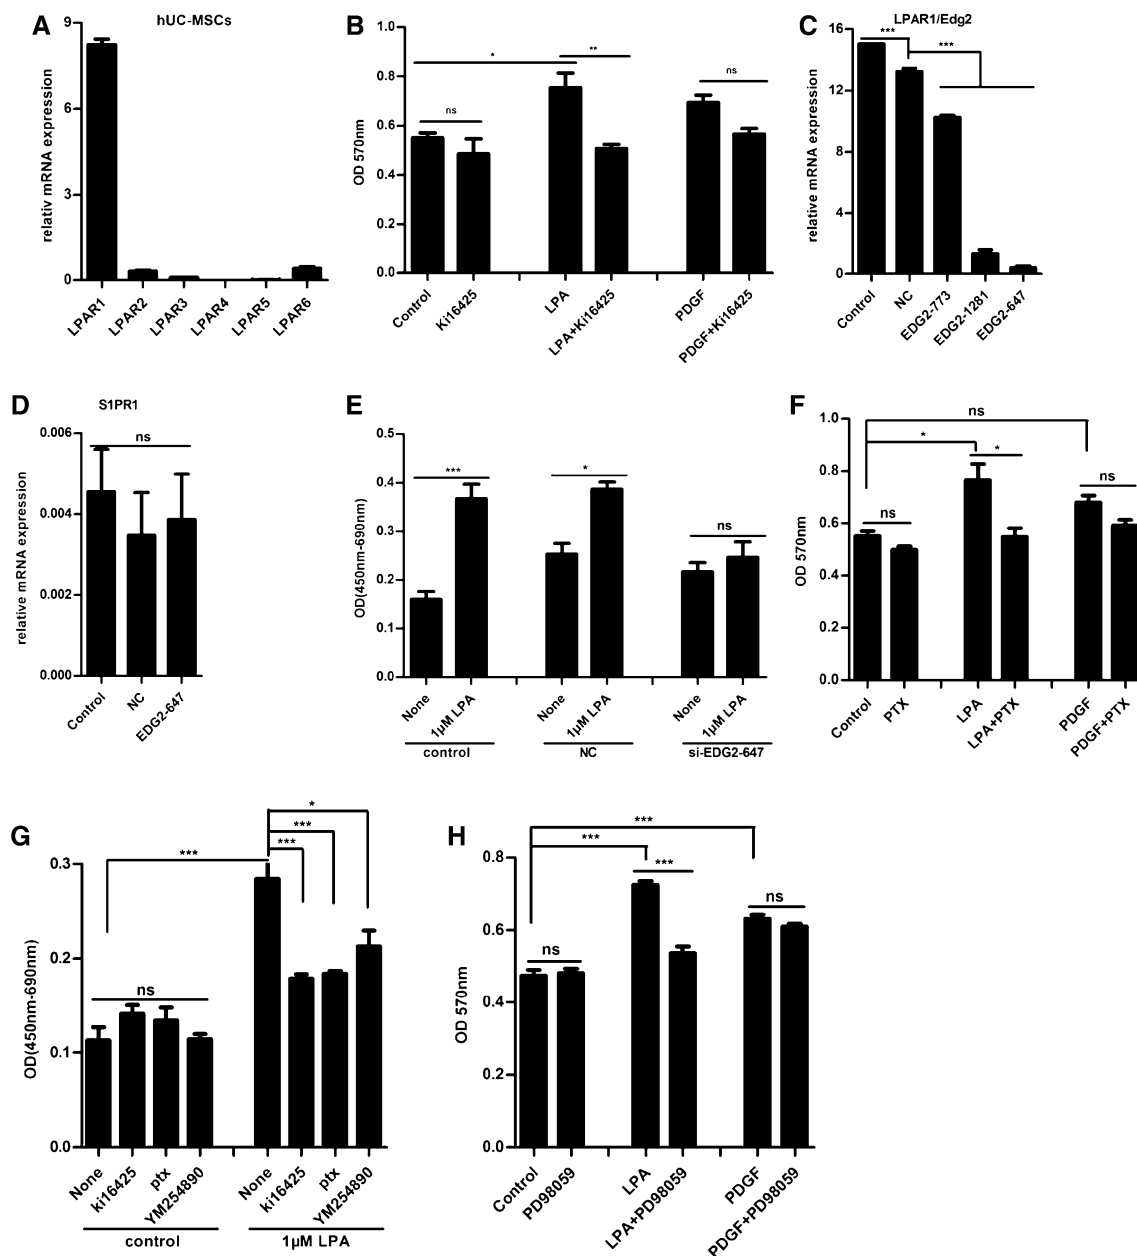 A
hUC-MSCs
relativ mRNA expression
9
6
3
0
LPAR1
LPAR2
LPAR3
LPAR4
LPAR5
LPAR6
B
OD 570nm
1.0
0.8
0.6
0.4
0.2
0.0
ns
*
**
ns
Control
Ki16425
LPA
LPA+Ki16425
PDGF
PDGF+Ki16425
C
LPAR1/Edg2
relative mRNA expression
16
12
8
4
0
***
***
Control
NC
EDG2-773
EDG2-1281
EDG2-647
D
S1PR1
relative mRNA expression
0.006
0.004
0.002
0.000
ns
Control
NC
EDG2-647
E
OD(450nm-690nm)
0.5
0.4
0.3
0.2
0.1
0.0
***
*
ns
None
1µM LPA
None
1µM LPA
None
1µM LPA
control
NC
si-EDG2-647
F
OD 570nm
1.0
0.8
0.6
0.4
0.2
0.0
ns
*
*
ns
ns
Control
PTX
LPA
LPA+PTX
PDGF
PDGF+PTX
G
OD(450nm-690nm)
0.3
0.2
0.1
0.0
*
***
***
***
ns
None
ki16425
ptx
YM254890
None
ki16425
ptx
YM254890
control
1µM LPA
H
OD 570nm
0.8
0.6
0.4
0.2
0.0
***
***
***
ns
ns
Control
PD98059
LPA
LPA+PD98059
PDGF
PDGF+PD98059